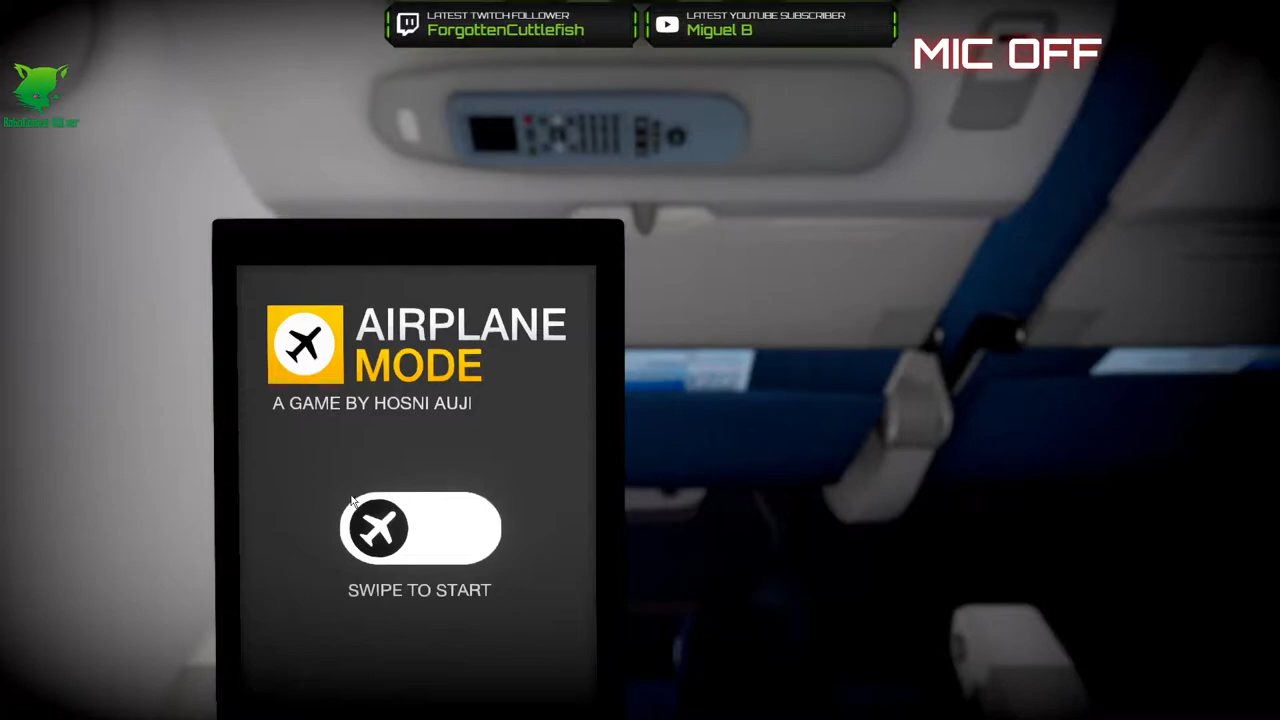 LATEST TWITCH FOLLOWER
ForgottenCuttlefish
LATEST YOUTUBE SUBSCRIBER
Miguel B
MIC OFF
AIRPLANE
MODE
A GAME BY HOSNI AUJI
SWIPE TO START